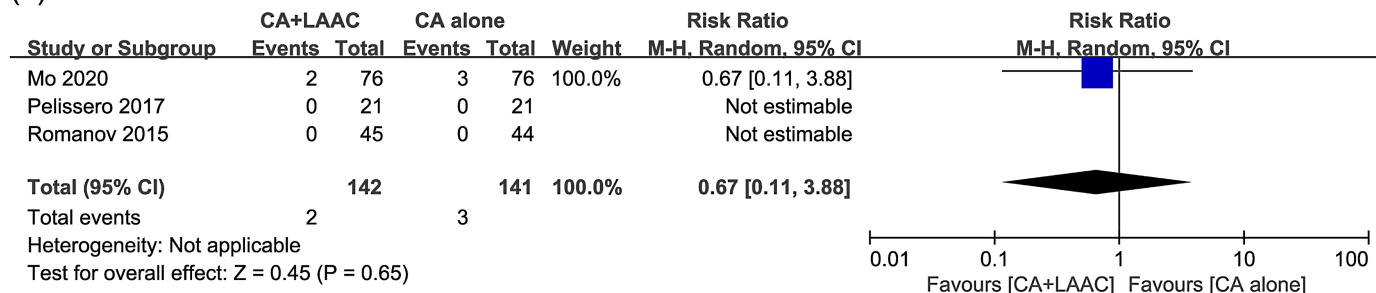 CA+LAAC CA alone Risk Ratio Risk Ratio
Study or Subgroup Events Total Events Total Weight M-H, Random, 95% CI M-H, Random, 95% CI
Mo 2020 2 76 3 76 100.0% 0.67 [0.11, 3.88]
Pelissero 2017 0 21 0 21 Not estimable
Romanov 2015 0 45 0 44 Not estimable
Total (95% CI) 142 141 100.0% 0.67 [0.11, 3.88]
Total events 2 3
Heterogeneity: Not applicable
Test for overall effect: Z = 0.45 (P = 0.65)
0.01 0.1 1 10 100
Favours [CA+LAAC] Favours [CA alone]